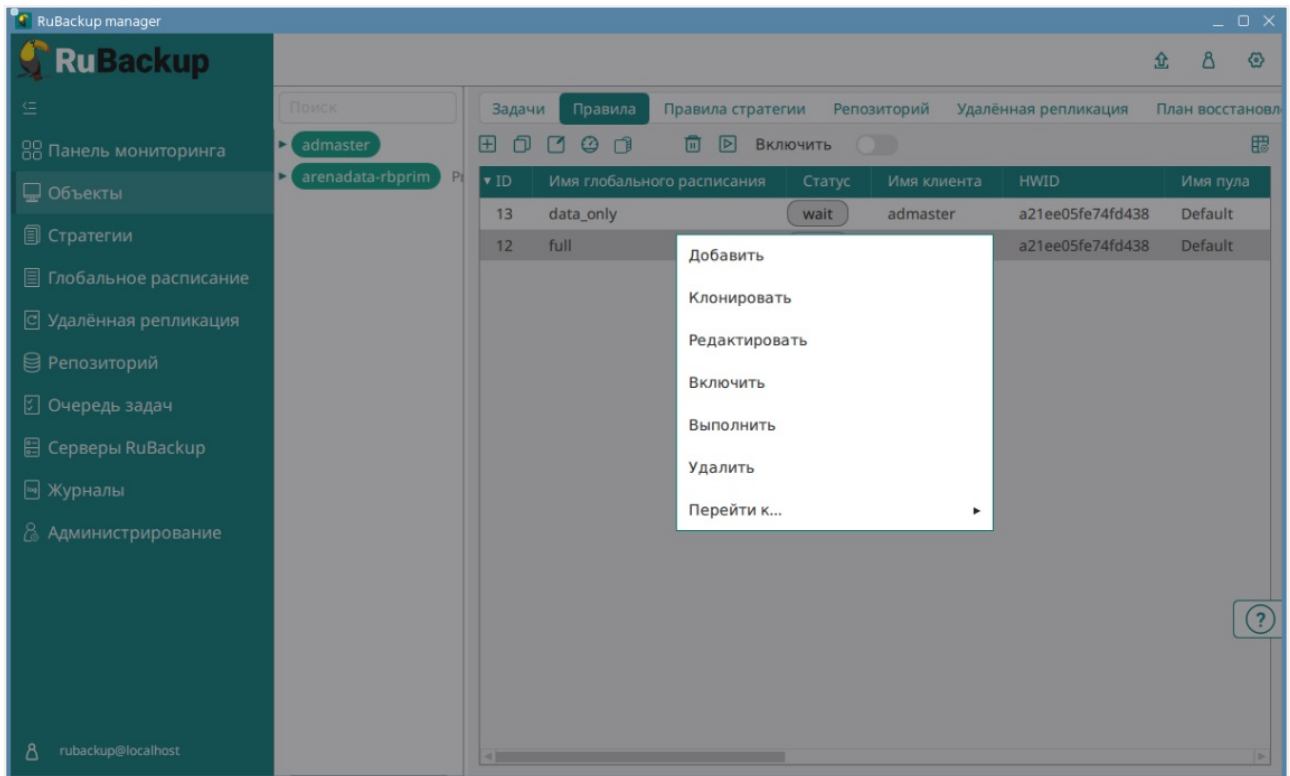 RuBackup manager
RuBackup
Поиск
Задачи Правила Правила стратегии Репозиторий Удалённая репликация План восстановл
Панель мониторинга
Объекты
Стратегии
Глобальное расписание
Удалённая репликация
Репозиторий
Очередь задач
Серверы RuBackup
Журналы
Администрирование
rubackup@localhost
admaster
arenadata-rbprim
Включить
ID Имя глобального расписания Статус Имя клиента HWID Имя пула
13 data_only wait admaster a21ee05fe74fd438 Default
12 full a21ee05fe74fd438 Default
Добавить
Клонировать
Редактировать
Включить
Выполнить
Удалить
Перейти к...
?